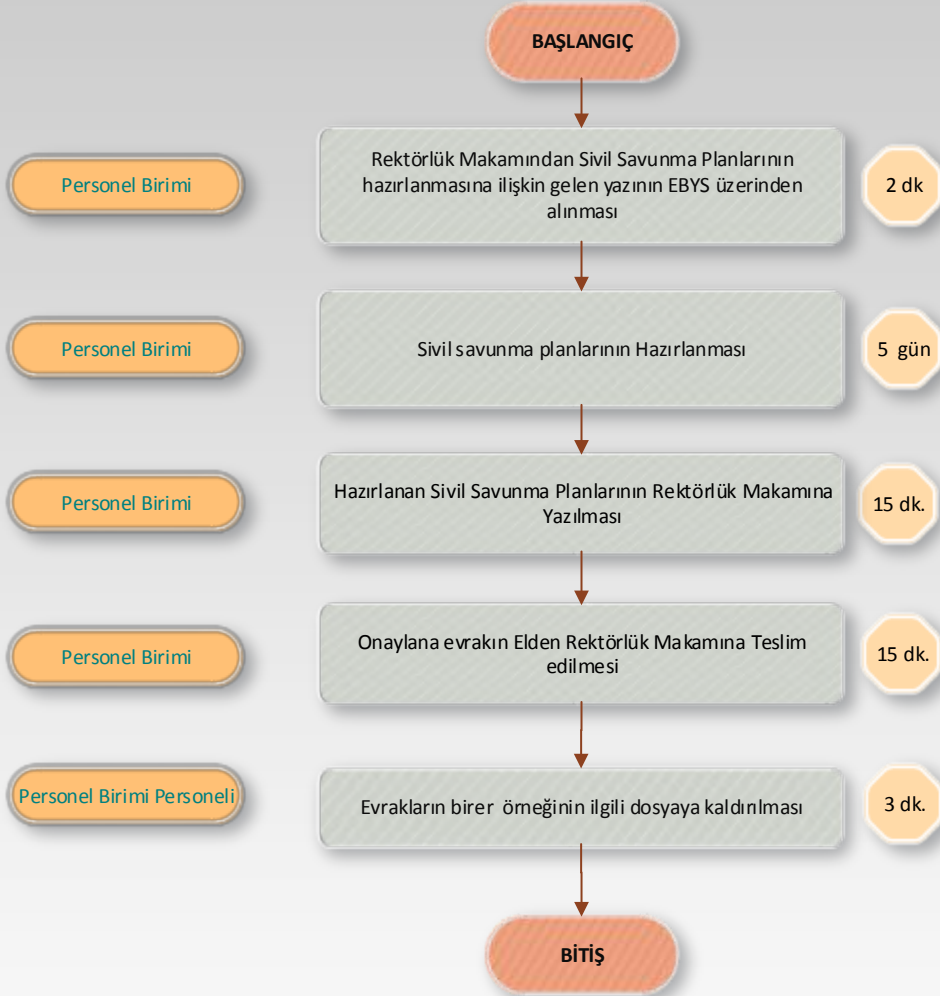 BAŞLANGIÇ
Personel Birimi
Rektörlük Makamından Sivil Savunma Planlarının
hazırlanmasına ilişkin gelen yazının EBYS üzerinden
alınması
2 dk
Personel Birimi
Sivil savunma planlarının Hazırlanması
5 gün
Personel Birimi
Hazırlanan Sivil Savunma Planlarının Rektörlük Makamına
Yazılması
15 dk.
Personel Birimi
Onaylana evrakın Elden Rektörlük Makamına Teslim
edilmesi
15 dk.
Personel Birimi Personeli
Evrakların birer örneğinin ilgili dosyaya kaldırılması
3 dk.
BİTİŞ